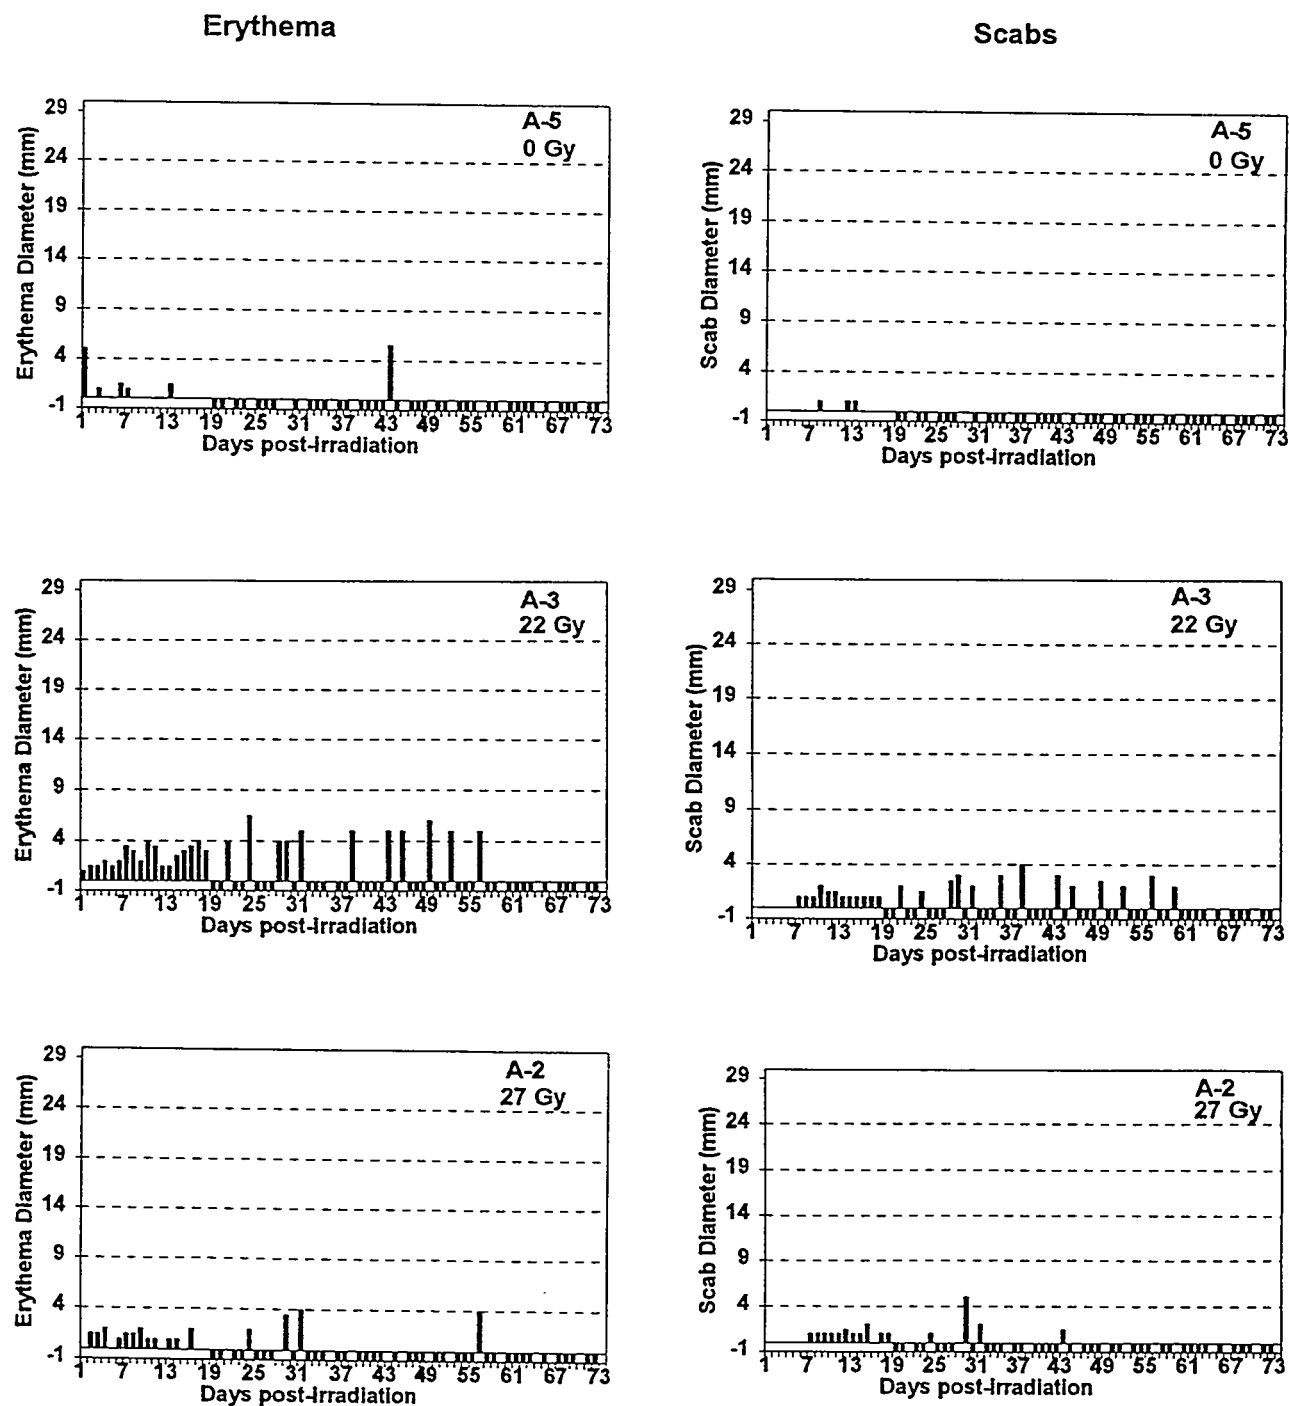 Erythema
Scabs
A-5
0 Gy
29
24
19
14
9
4
-1
Erythema Diameter (mm)
1 7 13 19 25 31 37 43 49 55 61 67 73
Days post-irradiation
A-5
0 Gy
29
24
19
14
9
4
-1
Scab Diameter (mm)
1 7 13 19 25 31 37 43 49 55 61 67 73
Days post-irradiation
A-3
22 Gy
29
24
19
14
9
4
-1
Erythema Diameter (mm)
1 7 13 19 25 31 37 43 49 55 61 67 73
Days post-irradiation
A-3
22 Gy
29
24
19
14
9
4
-1
Scab Diameter (mm)
1 7 13 19 25 31 37 43 49 55 61 67 73
Days post-irradiation
A-2
27 Gy
29
24
19
14
9
4
-1
Erythema Diameter (mm)
1 7 13 19 25 31 37 43 49 55 61 67 73
Days post-irradiation
A-2
27 Gy
29
24
19
14
9
4
-1
Scab Diameter (mm)
1 7 13 19 25 31 37 43 49 55 61 67 73
Days post-irradiation